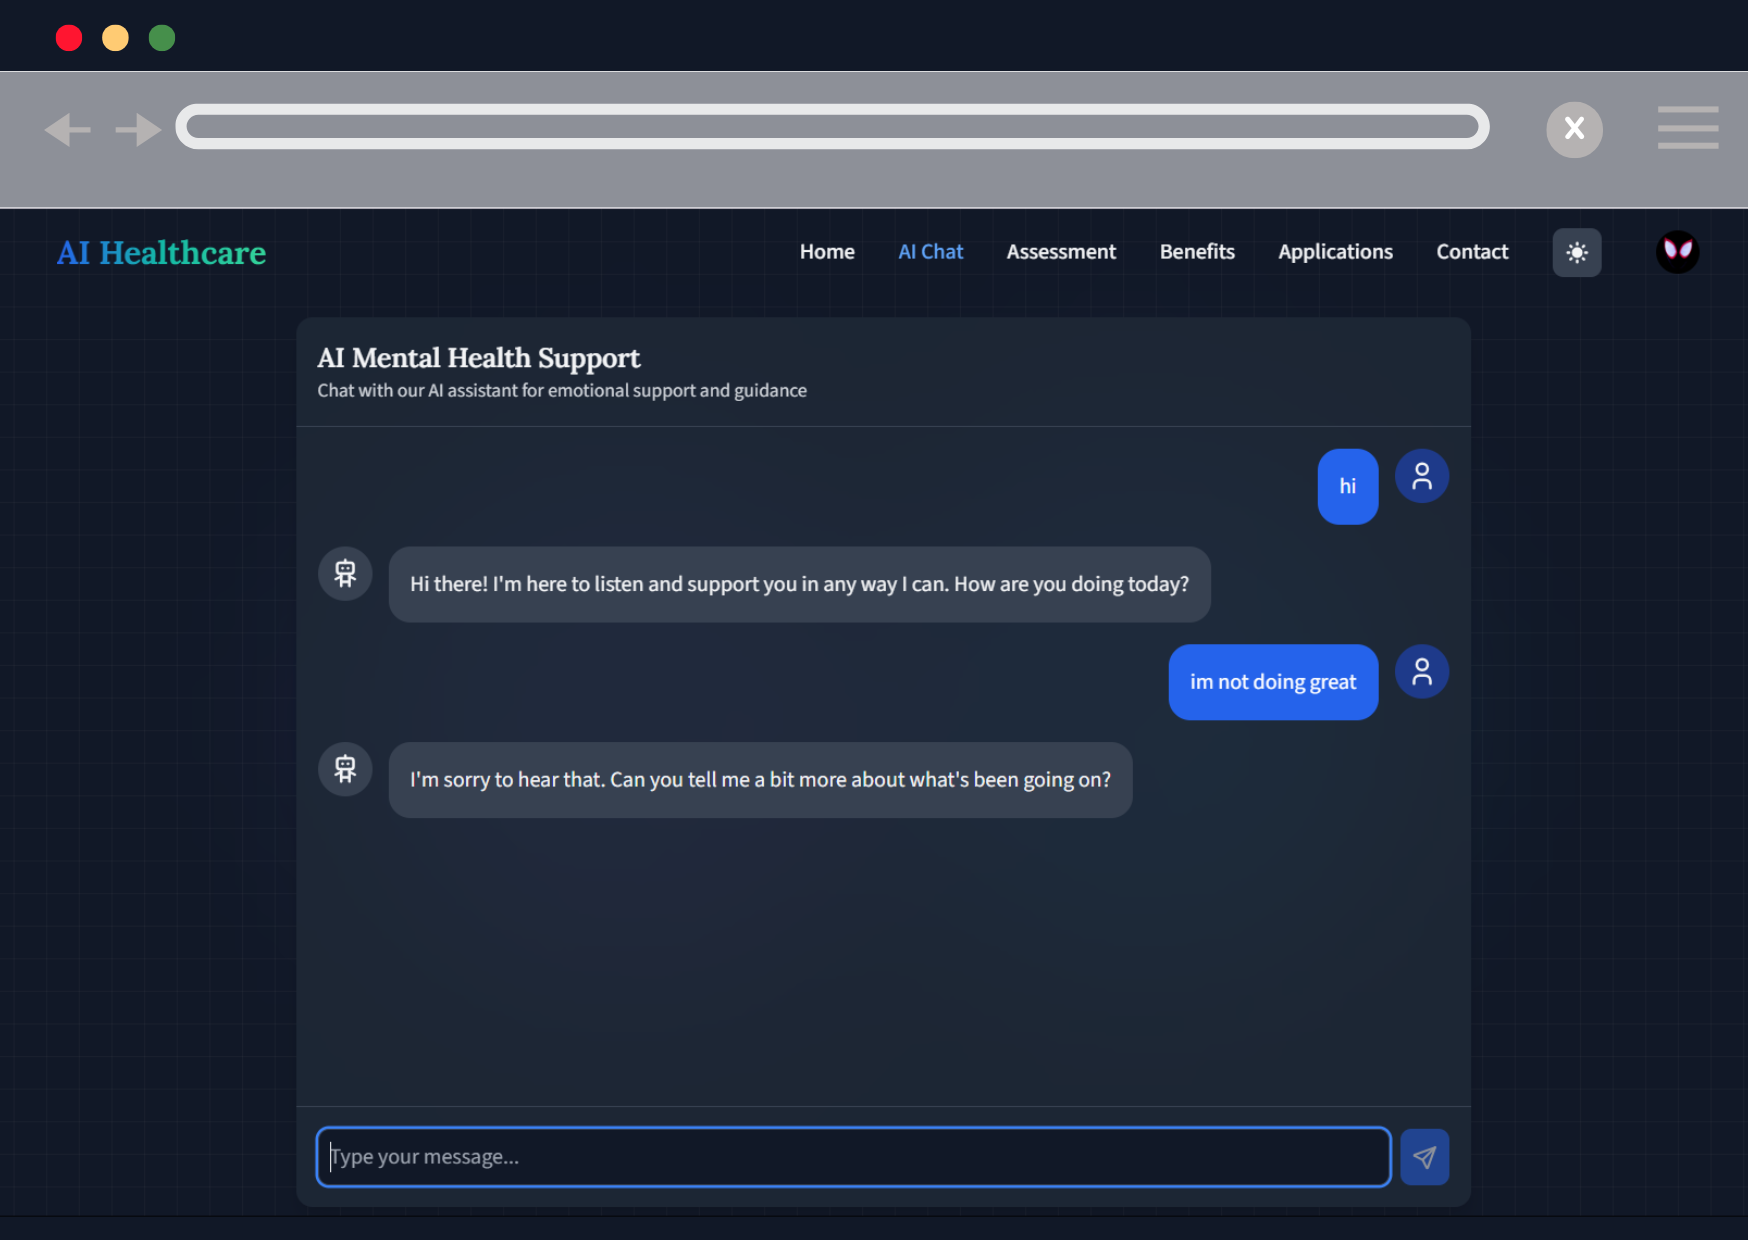 X
AI Healthcare
Home AI Chat Assessment Benefits Applications Contact
AI Mental Health Support
Chat with our AI assistant for emotional support and guidance
hi
Hi there! I'm here to listen and support you in any way I can. How are you doing today?
im not doing great
I'm sorry to hear that. Can you tell me a bit more about what's been going on?
Type your message...